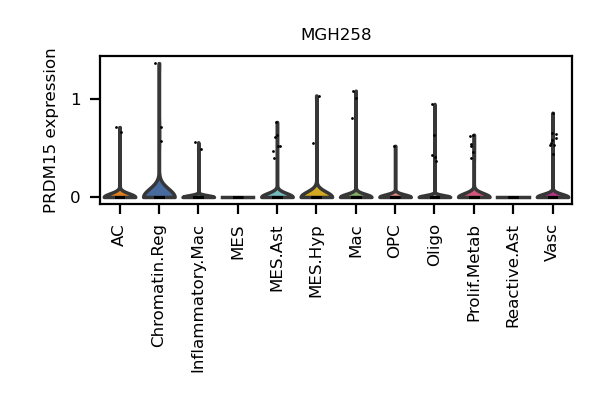 MGH258
PRDM15 expression
1
0
AC
Chromatin.Reg
Inflammatory.Mac
MES
MES.Ast
MES.Hyp
Mac
OPC
Oligo
Prolif.Metab
Reactive.Ast
Vasc